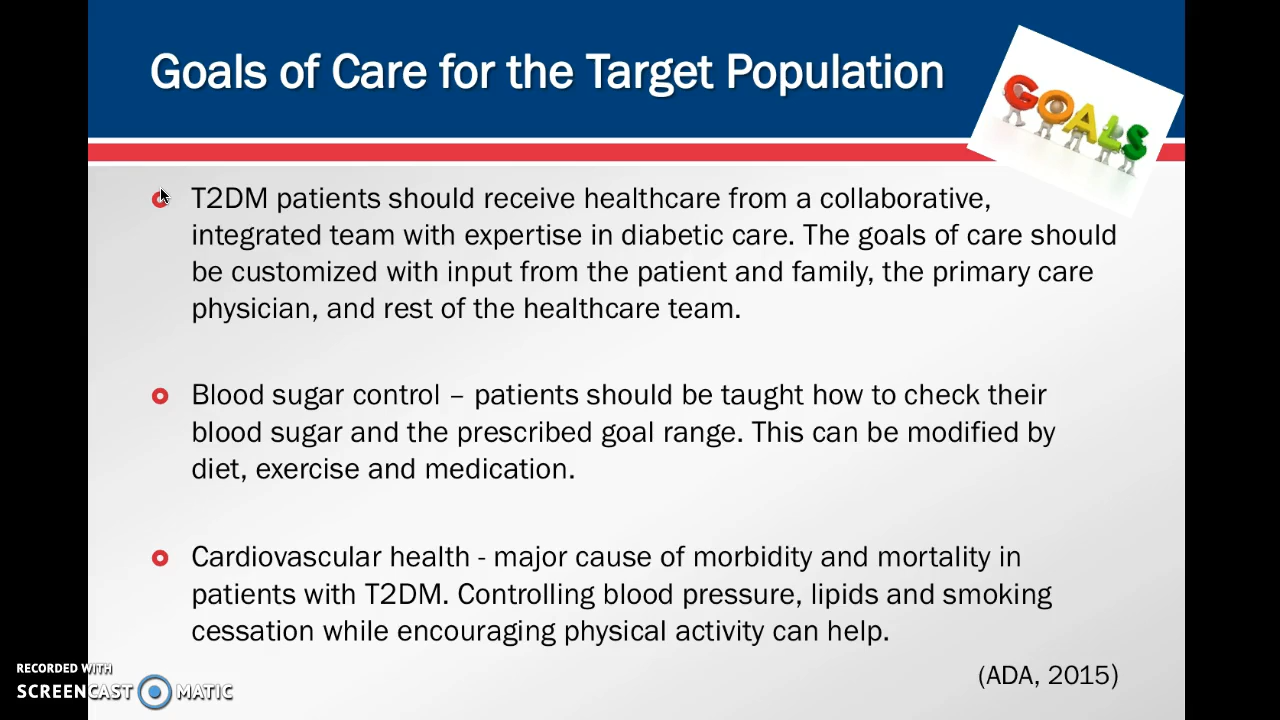 Goals of Care for the Target Population
GOALS
T2DM patients should receive healthcare from a collaborative,
integrated team with expertise in diabetic care. The goals of care should
be customized with input from the patient and family, the primary care
physician, and rest of the healthcare team.
Blood sugar control – patients should be taught how to check their
blood sugar and the prescribed goal range. This can be modified by
diet, exercise and medication.
Cardiovascular health - major cause of morbidity and mortality in
patients with T2DM. Controlling blood pressure, lipids and smoking
cessation while encouraging physical activity can help.
(ADA, 2015)
RECORDED WITH
SCREENCAST MATIC